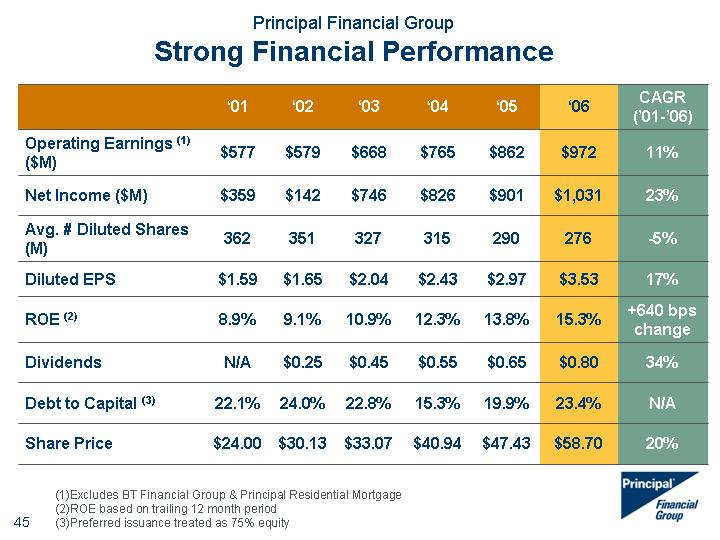 Principal Financial Group
Strong Financial Performance
‘01 ‘02 ‘03 ‘04 ‘05 ‘06 CAGR (’01-’06)
Operating Earnings (1) ($M) $577 $579 $668 $765 $862 $972 11%
Net Income ($M) $359 $142 $746 $826 $901 $1,031 23%
Avg. # Diluted Shares (M) 362 351 327 315 290 276 -5%
Diluted EPS $1.59 $1.65 $2.04 $2.43 $2.97 $3.53 17%
ROE (2) 8.9% 9.1% 10.9% 12.3% 13.8% 15.3% +640 bps change
Dividends N/A $0.25 $0.45 $0.55 $0.65 $0.80 34%
Debt to Capital (3) 22.1% 24.0% 22.8% 15.3% 19.9% 23.4% N/A
Share Price $24.00 $30.13 $33.07 $40.94 $47.43 $58.70 20%
(1)Excludes BT Financial Group & Principal Residential Mortgage
(2)ROE based on trailing 12 month period
(3)Preferred issuance treated as 75% equity
45
Principal
Financial
Group